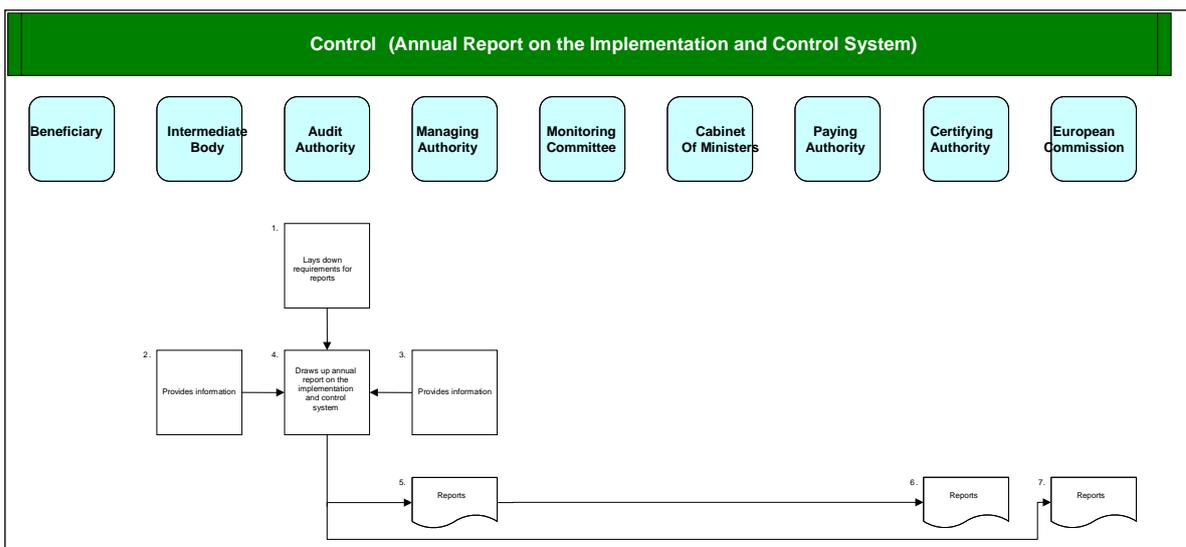 Control (Annual Report on the Implementation and Control System)
Beneficiary
Intermediate
Body
Audit
Authority
Managing
Authority
Monitoring
Committee
Cabinet
Of Ministers
Paying
Authority
Certifying
Authority
European
Commission
1.
Lays down
requirements for
reports
2.
Provides information
4.
Draws up annual
report on the
implementation
and control
system
3.
Provides information
5.
Reports
6.
Reports
7.
Reports